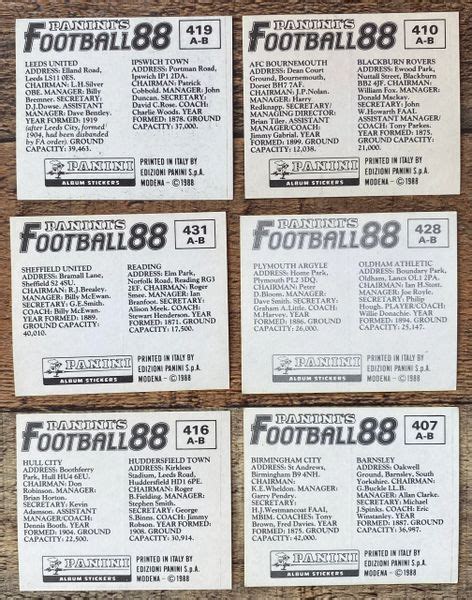 PANINI'S
FOOTBALL 88
419
A-B
LEEDS UNITED
ADDRESS: Elland Road,
Leeds LS11 0ES.
CHAIRMAN: L.H.Silver
OBE. MANAGER: Billy
Bremner. SECRETARY:
D.J.Dowse. ASSISTANT
MANAGER: Dave Bentley.
YEAR FORMED: 1919
(after Leeds City, formed
1904, had been disbanded
by FA order). GROUND
CAPACITY: 39,463.
IPSWICH TOWN
ADDRESS: Portman Road,
Ipswich IP1 2DA.
CHAIRMAN: Patrick
Cobbold. MANAGER: John
Duncan. SECRETARY:
David C.Rose. COACH:
Charlie Woods. YEAR
FORMED: 1878. GROUND
CAPACITY: 37,000.
PANINI
ALBUM STICKERS
PRINTED IN ITALY BY
EDIZIONI PANINI S.p.A.
MODENA - © 1988
PANINI'S
FOOTBALL 88
410
A-B
AFC BOURNEMOUTH
ADDRESS: Dean Court
Ground, Bournemouth,
Dorset BH7 7AF.
CHAIRMAN: J.P.Nolan.
MANAGER: Harry
Redknapp. SECRETARY/
MANAGING DIRECTOR:
Brian Tiler. ASSISTANT
MANAGER/COACH:
Jimmy Gabriel. YEAR
FORMED: 1899. GROUND
CAPACITY: 12,038.
BLACKBURN ROVERS
ADDRESS: Ewood Park,
Nuttall Street, Blackburn
BB2 4JF. CHAIRMAN:
William Fox. MANAGER:
Donald Mackay.
SECRETARY: John
W.Howarth FAAI.
ASSISTANT MANAGER/
COACH: Tony Parkes.
YEAR FORMED: 1875.
GROUND CAPACITY:
21,000.
PANINI
ALBUM STICKERS
PRINTED IN ITALY BY
EDIZIONI PANINI S.p.A.
MODENA - © 1988
PANINI'S
FOOTBALL 88
431
A-B
SHEFFIELD UNITED
ADDRESS: Bramall Lane,
Sheffield S2 4SU.
CHAIRMAN: R.J.Brealey.
MANAGER: Billy McEwan.
SECRETARY: G.E.Smith.
COACH: Billy McEwan.
YEAR FORMED: 1889.
GROUND CAPACITY:
40,010.
READING
ADDRESS: Elm Park,
Norfolk Road, Reading RG3
2EF. CHAIRMAN: Roger
Smee. MANAGER: Ian
Branfoot. SECRETARY:
Alison Meek. COACH:
Stewart Henderson. YEAR
FORMED: 1871. GROUND
CAPACITY: 17,500.
PANINI
ALBUM STICKERS
PRINTED IN ITALY BY
EDIZIONI PANINI S.p.A.
MODENA - © 1988
PANINI'S
FOOTBALL 88
428
A-B
PLYMOUTH ARGYLE
ADDRESS: Home Park,
Plymouth PL2 3DQ.
CHAIRMAN: Peter
D.Bloom. MANAGER:
Dave Smith. SECRETARY:
Graham A.Little. COACH:
M.Harvey. YEAR FORMED:
1886. GROUND CAPACITY:
26,000.
OLDHAM ATHLETIC
ADDRESS: Boundary Park,
Oldham, Lancs OL1 2PA.
CHAIRMAN: Ian H.Stott.
MANAGER: Joe Royle.
SECRETARY: Philip
Hough. PLAYER/COACH:
Willie Donachie. YEAR
FORMED: 1894. GROUND
CAPACITY: 25,147.
PANINI
ALBUM STICKERS
PRINTED IN ITALY BY
EDIZIONI PANINI S.p.A.
MODENA - © 1988
PANINI'S
FOOTBALL 88
416
A-B
HULL CITY
ADDRESS: Boothferry
Park, Hull HU4 6EU.
CHAIRMAN: Don
Robinson. MANAGER:
Brian Horton.
SECRETARY: Kevin
Adamson. ASSISTANT
MANAGER/COACH:
Dennis Booth. YEAR
FORMED: 1904. GROUND
CAPACITY: 22,500.
HUDDERSFIELD TOWN
ADDRESS: Kirklees
Stadium, Leeds Road,
Huddersfield HD1 6PE.
CHAIRMAN: Roger
B.Fielding. MANAGER:
Stephen Smith.
SECRETARY: George
S.Binns. COACH: Jimmy
Robson. YEAR FORMED:
1908. GROUND
CAPACITY: 30,914.
PANINI
ALBUM STICKERS
PRINTED IN ITALY BY
EDIZIONI PANINI S.p.A.
MODENA - © 1988
PANINI'S
FOOTBALL 88
407
A-B
BIRMINGHAM CITY
ADDRESS: St Andrews,
Birmingham B9 4NH.
CHAIRMAN:
K.E.Wheldon. MANAGER:
Garry Pendry.
SECRETARY:
H.J.Westmancoat FAAI,
MBIM. COACHES: Tony
Brown, Fred Davies. YEAR
FORMED: 1875. GROUND
CAPACITY: 42,000.
BARNSLEY
ADDRESS: Oakwell
Ground, Barnsley, South
Yorkshire. CHAIRMAN:
G.Buckle LL.B.
MANAGER: Allan Clarke.
SECRETARY: Michael
J.Spinks. COACH: Eric
Winstanley. YEAR
FORMED: 1887. GROUND
CAPACITY: 36,987.
PANINI
ALBUM STICKERS
PRINTED IN ITALY BY
EDIZIONI PANINI S.p.A.
MODENA - © 1988